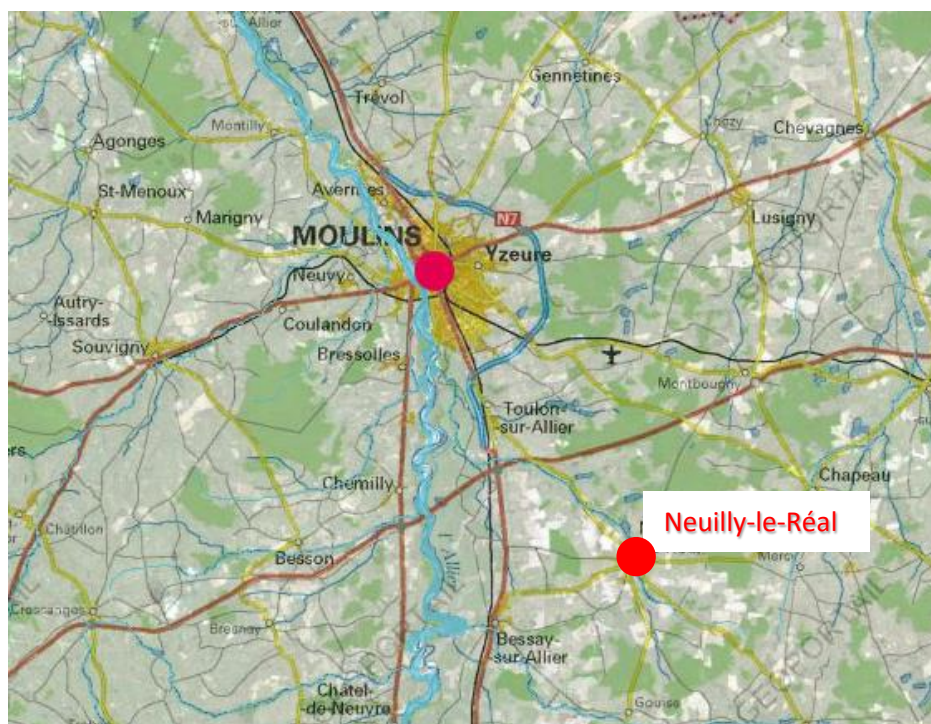 Gennetines
Trévol
Montilly
Chézy
Chevagnes
Agonges
St-Menoux
Avermes
Marigny
Lusigny
N7
MOULINS
Yzeure
Neuvy
Autry-
-Issards
Coulandon
Souvigny
Bressolles
Montbeugny
Toulon-
-sur-Allier
Chapeau
Chemilly
Neuilly-le-Réal
Châtillon
Besson
Mercy
l'Allier
Cressanges
Bresnay
Bessay-
-sur-Allier
Châtel-
-de-Neuvre
Gouise